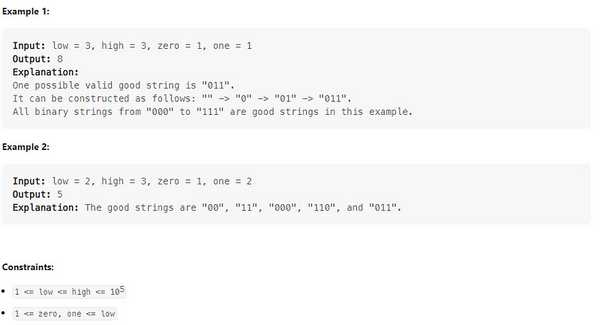 Example 1:
Input: low = 3, high = 3, zero = 1, one = 1
Output: 8
Explanation:
One possible valid good string is "011".
It can be constructed as follows: "" -> "0" -> "01" -> "011".
All binary strings from "000" to "111" are good strings in this example.
Example 2:
Input: low = 2, high = 3, zero = 1, one = 2
Output: 5
Explanation: The good strings are "00", "11", "000", "110", and "011".
Constraints:
• 1 <= low <= high <= 10⁵
• 1 <= zero, one <= low